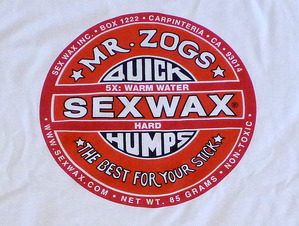 SEX WAX INC. • BOX 1222 • CARPINTERIA • CA • 93014
★ MR. ZOGS ★
QUICK
5X: WARM WATER
SEXWAX®
HARD
HUMPS
★ THE BEST FOR YOUR STICK ★
• WWW.SEXWAX.COM • NET WT. 85 GRAMS • NON-TOXIC •